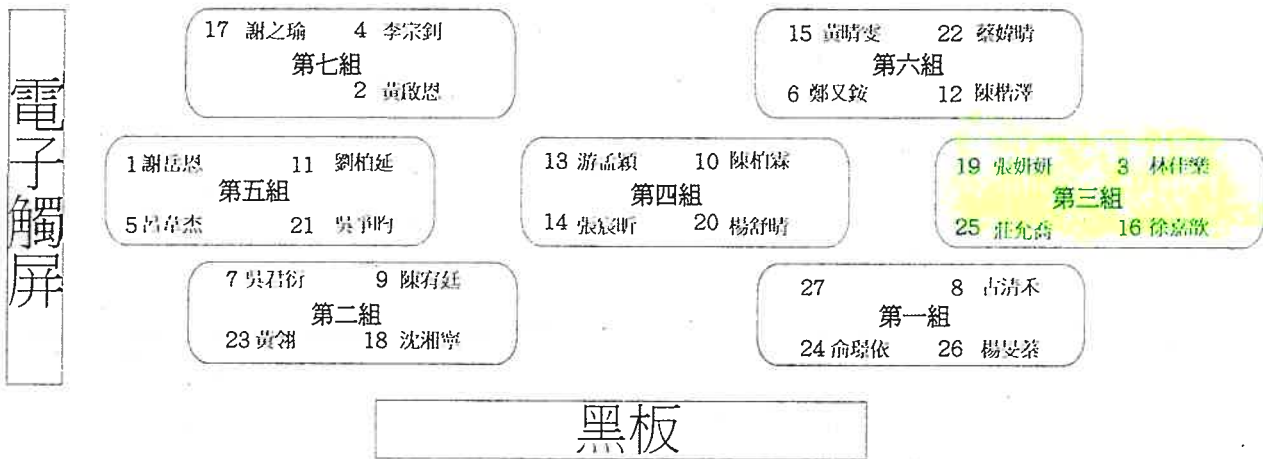 電子觸屏
17 謝之瑜 4 李宗釗
第七組
2 黃啟恩
15 黃晴雯 22 蔡媁晴
第六組
6 鄭又銨 12 陳楷澤
1 謝岳恩 11 劉柏延
第五組
5 呂韋杰 21 吳
13 游孟穎 10 陳柏霖
第四組
14 張宸昕 20 楊舒晴
19 張妍妍 3 林佳樂
第三組
25 莊允喬 16 徐嘉歆
7 吳君衍 9 陳宥廷
第二組
23 黃翎 18 沈湘寧
27 8 古清禾
第一組
24 俞璟依 26 楊旻蓁
黑板